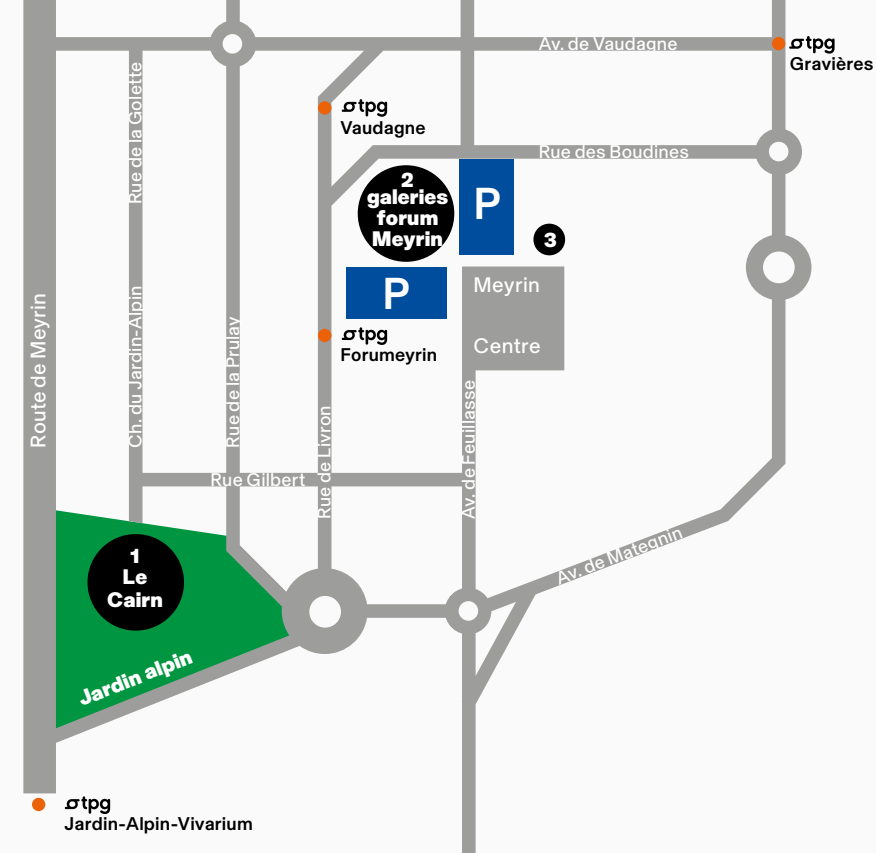 Av. de Vaudagne
tpg
Gravières
tpg
Vaudagne
Rue de la Golette
Rue des Boudines
2
galeries
forum
Meyrin
P
3
P
Meyrin
Centre
tpg
Forumeyrin
Route de Meyrin
Ch. du Jardin-Alpin
Rue de la Prulay
Rue de Livron
Av. de Feuillasse
Rue Gilbert
Av. de Mategnin
1
Le
Cairn
Jardin alpin
tpg
Jardin-Alpin-Vivarium